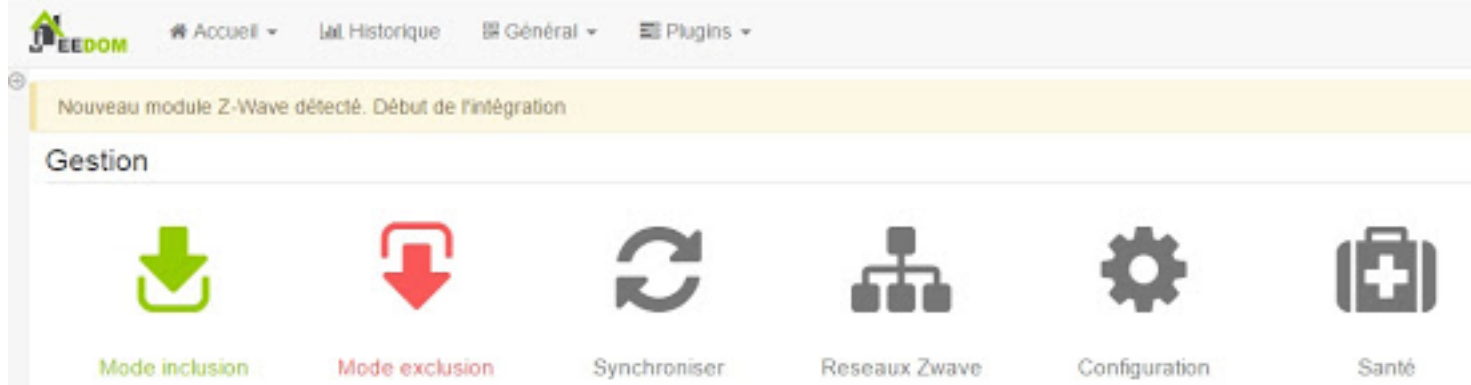 JEEDOM Accueil Historique Général Plugins
Nouveau module Z-Wave détecté. Début de l'intégration
Gestion
Mode inclusion Mode exclusion Synchroniser Reseaux Zwave Configuration Santé